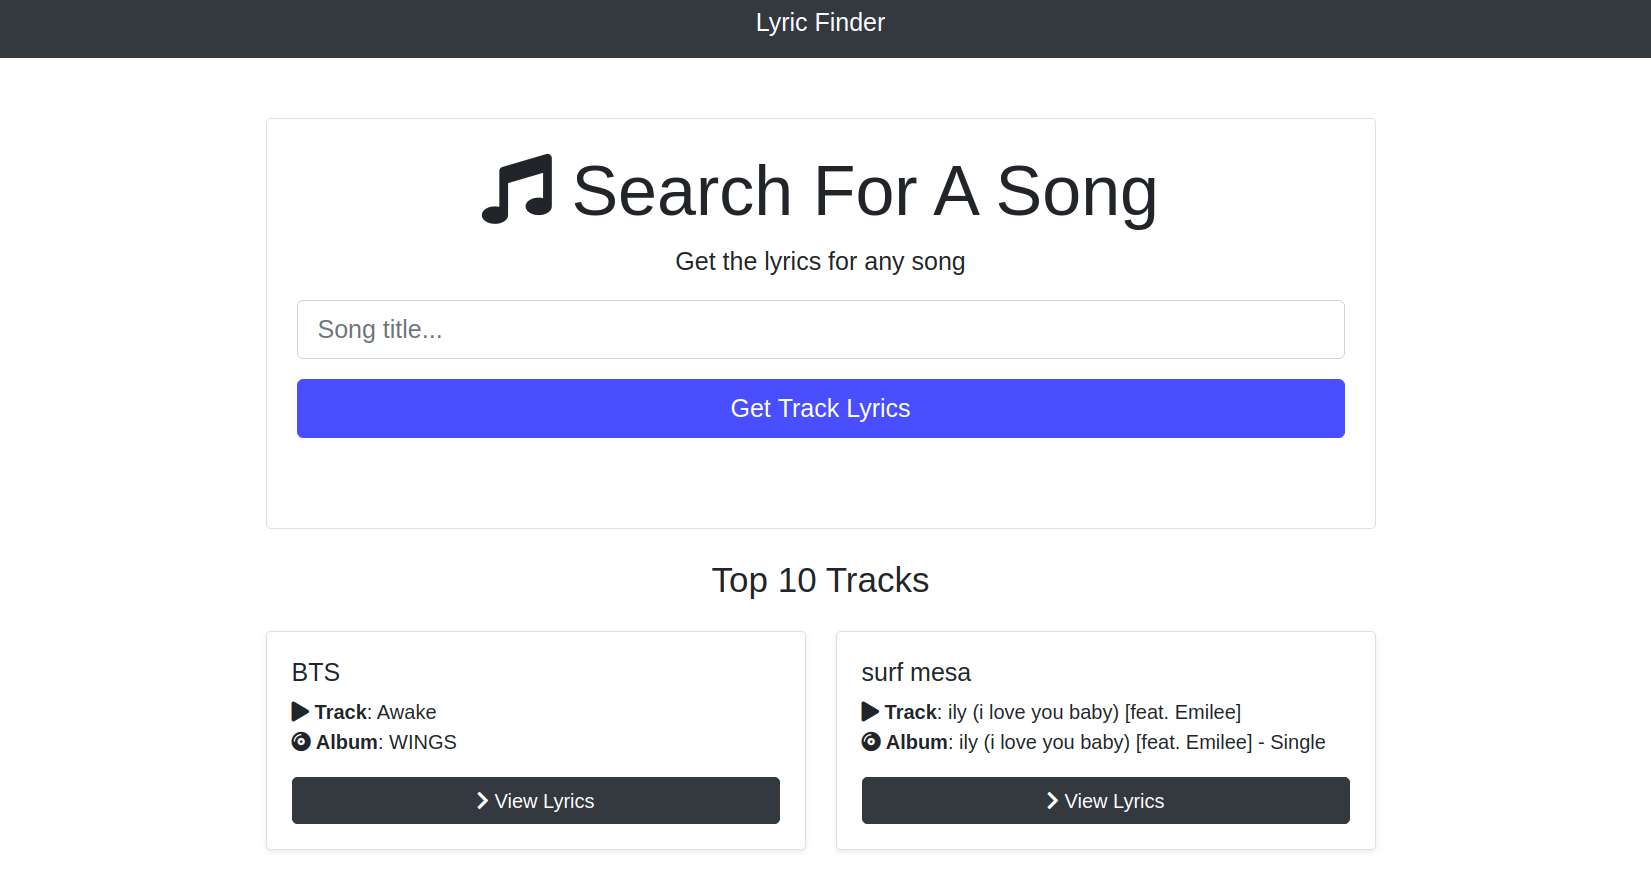 Lyric Finder
Search For A Song
Get the lyrics for any song
Song title...
Get Track Lyrics
Top 10 Tracks
BTS
Track: Awake
Album: WINGS
View Lyrics
surf mesa
Track: ily (i love you baby) [feat. Emilee]
Album: ily (i love you baby) [feat. Emilee] - Single
View Lyrics